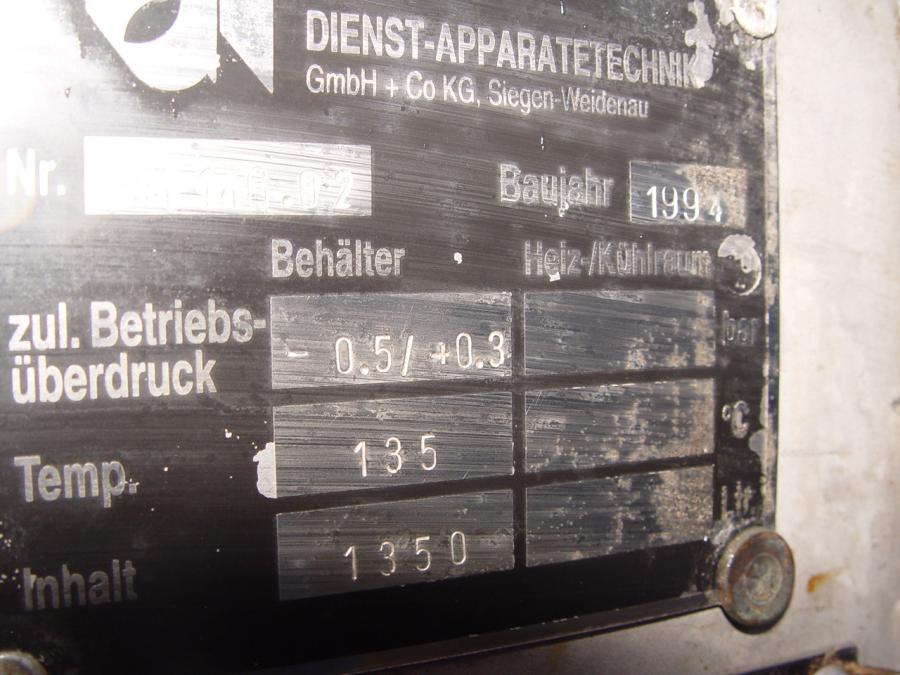 DIENST-APPARATETECHNIK
GmbH + Co KG, Siegen-Weidenau
Nr. Baujahr 1994
Behälter Heiz-/Kühlraum
zul. Betriebs-
überdruck - 0.5/ +0.3 bar
Temp. 135 °C
Inhalt 1350 Ltr.